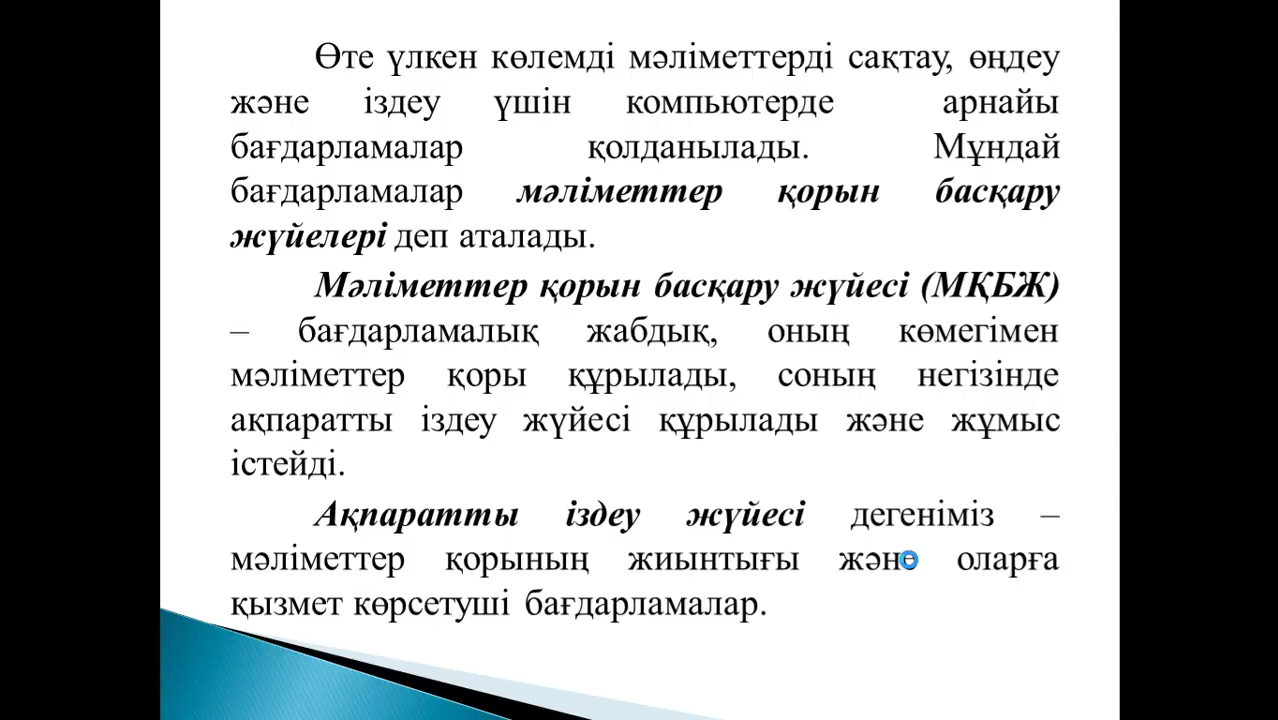 Өте үлкен көлемді мәліметтерді сақтау, өңдеу
және іздеу үшін компьютерде арнайы
бағдарламалар қолданылады. Мұндай
бағдарламалар мәліметтер қорын басқару
жүйелері деп аталады.
Мәліметтер қорын басқару жүйесі (МҚБЖ)
– бағдарламалық жабдық, оның көмегімен
мәліметтер қоры құрылады, соның негізінде
ақпаратты іздеу жүйесі құрылады және жұмыс
істейді.
Ақпаратты іздеу жүйесі дегеніміз –
мәліметтер қорының жиынтығы және оларға
қызмет көрсетуші бағдарламалар.